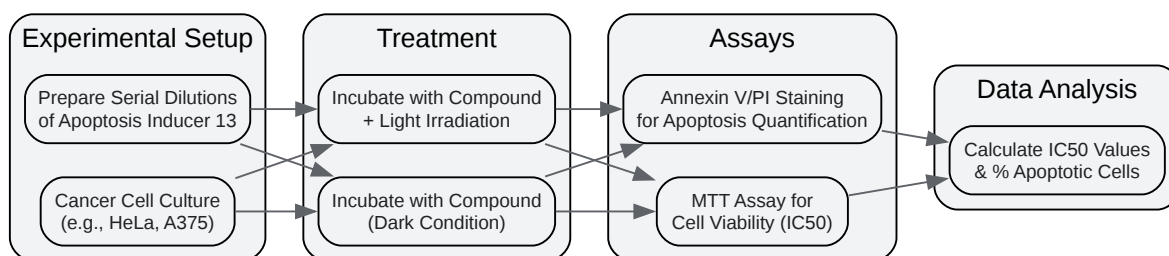 Experimental Setup
Prepare Serial Dilutions
of Apoptosis Inducer 13
Cancer Cell Culture
(e.g., HeLa, A375)
Treatment
Incubate with Compound
+ Light Irradiation
Incubate with Compound
(Dark Condition)
Assays
Annexin V/PI Staining
for Apoptosis Quantification
MTT Assay for
Cell Viability (IC50)
Data Analysis
Calculate IC50 Values
& % Apoptotic Cells